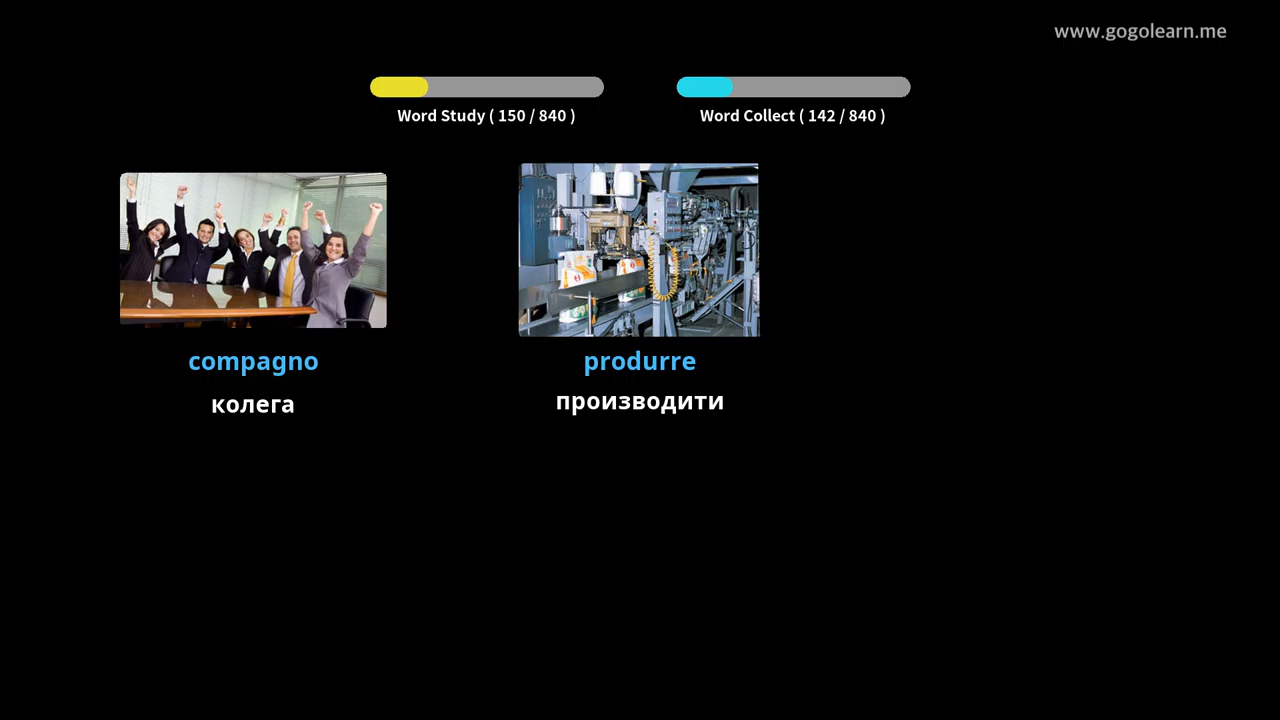 www.gogolearn.me
Word Study ( 150 / 840 )
Word Collect ( 142 / 840 )
compagno
колега
produrre
производити